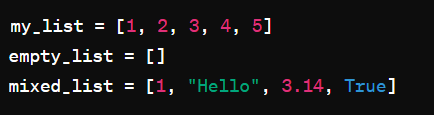 my_list = [1, 2, 3, 4, 5]
empty_list = []
mixed_list = [1, "Hello", 3.14, True]